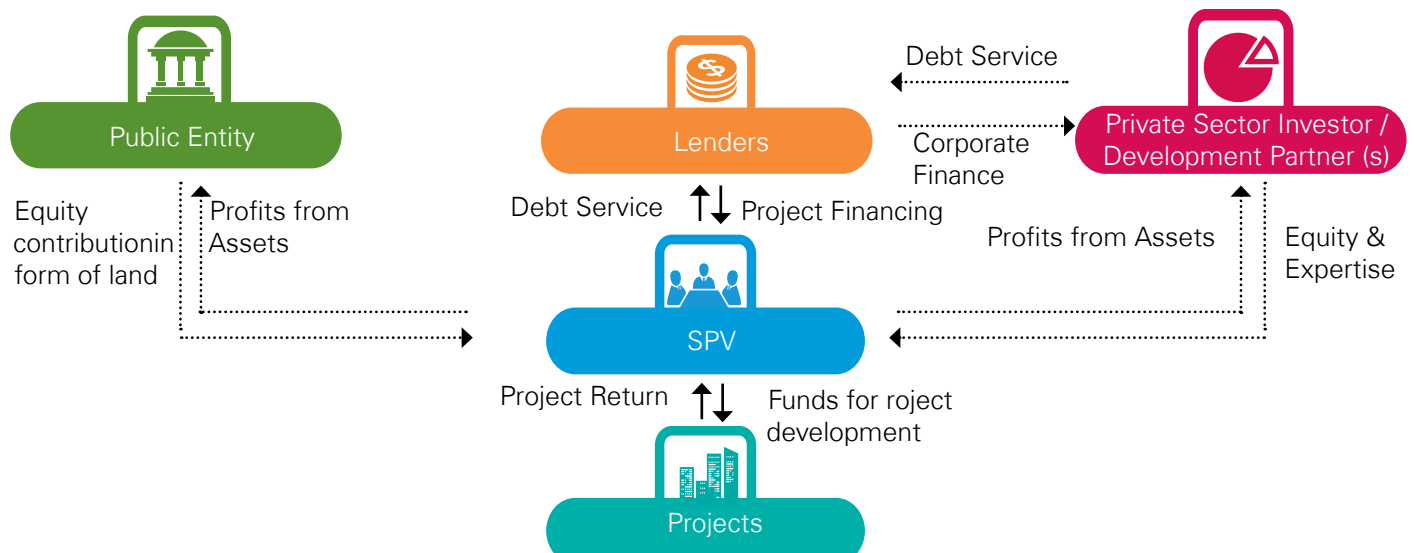 Public Entity
Lenders
Debt Service
Corporate
Finance
Private Sector Investor /
Development Partner (s)
Equity
contributionin
form of land
Profits from
Assets
Debt Service
Project Financing
Profits from Assets
Equity &
Expertise
SPV
Project Return
Funds for roject
development
Projects